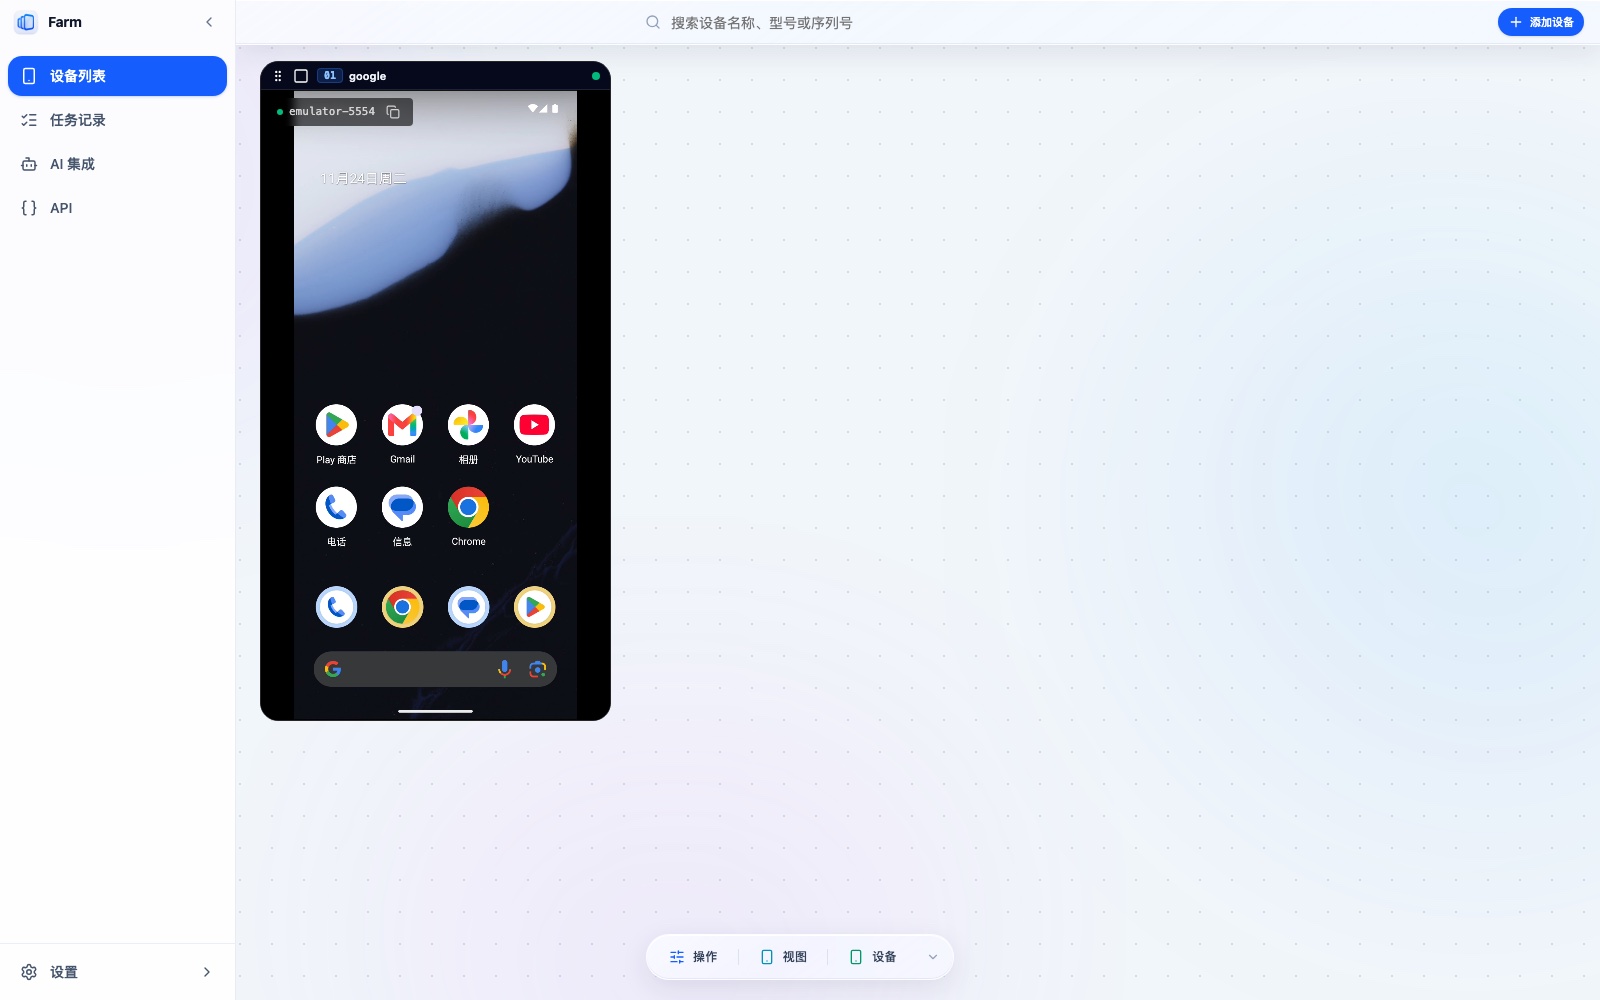 Farm
设备列表
任务记录
AI 集成
API
设置
搜索设备名称、型号或序列号
添加设备
01 google
emulator-5554
11月24日周二
Play 商店
Gmail
相册
YouTube
电话
信息
Chrome
操作
视图
设备